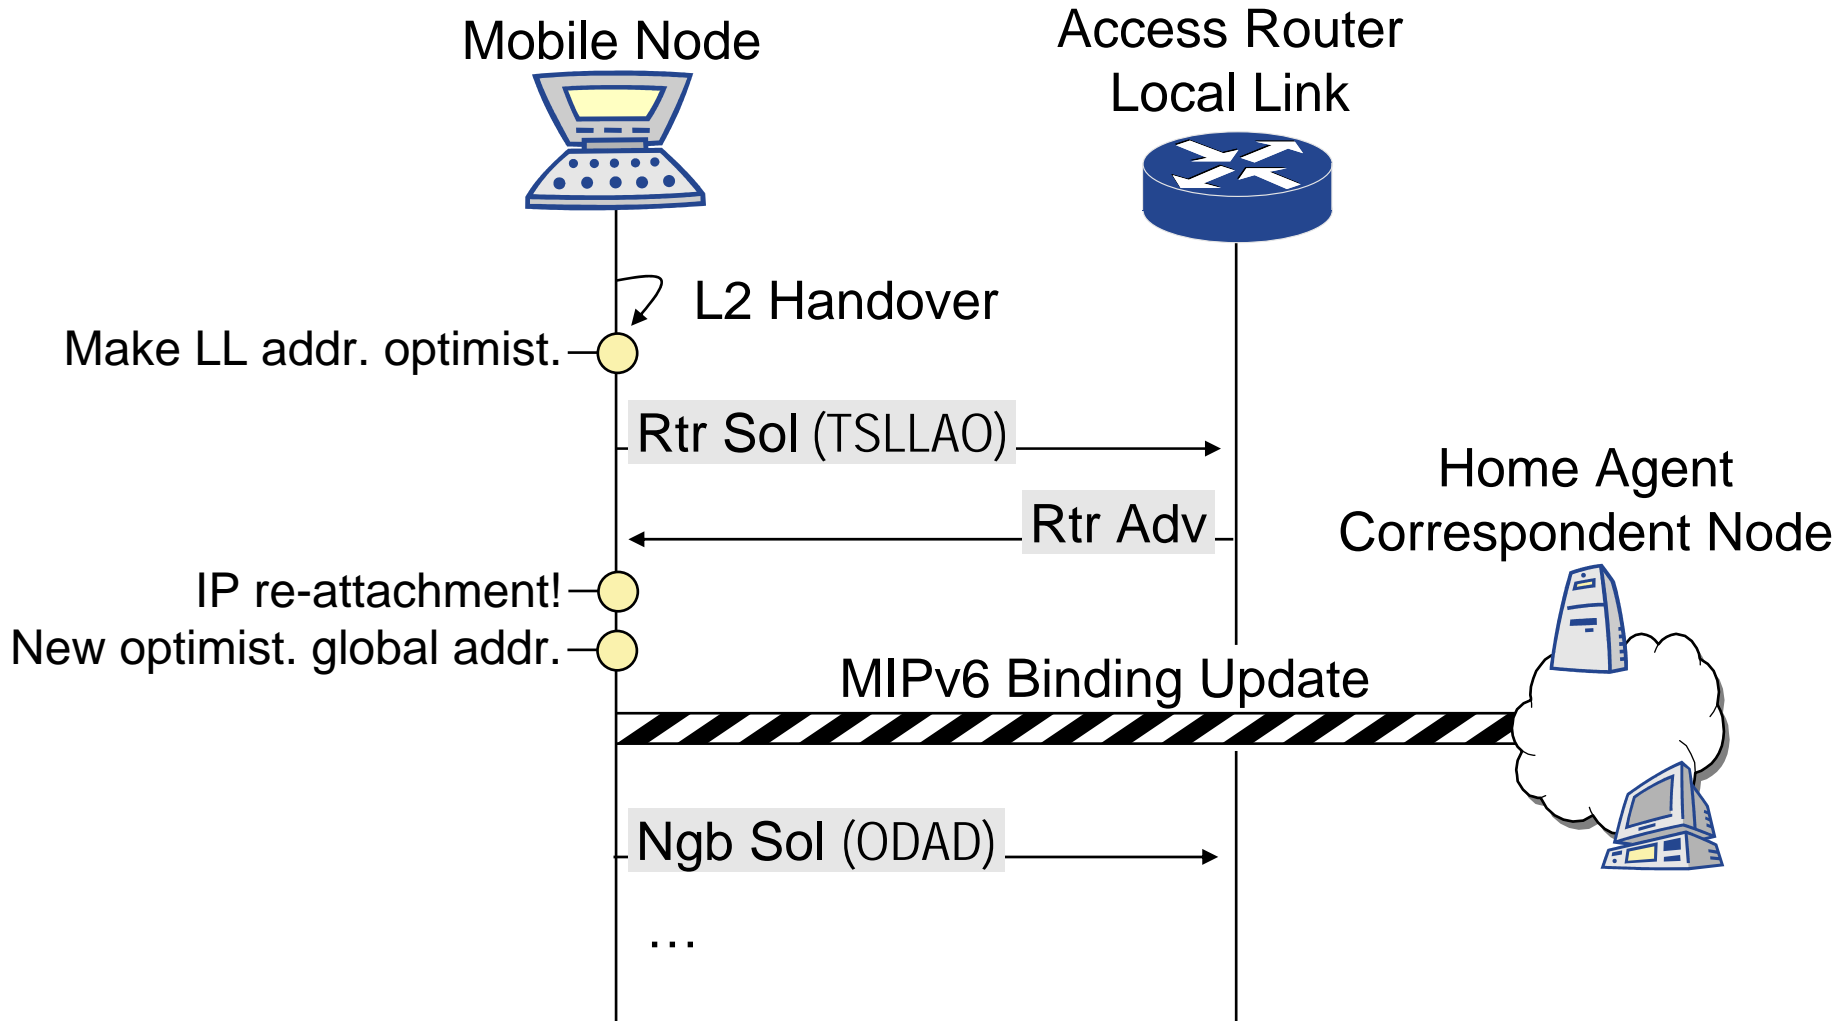 Mobile Node
Access Router
Local Link
L2 Handover
Make LL addr. optimist.
Rtr Sol (TSLLAO)
Rtr Adv
Home Agent
Correspondent Node
IP re-attachment!
New optimist. global addr.
MIPv6 Binding Update
Ngb Sol (ODAD)
…